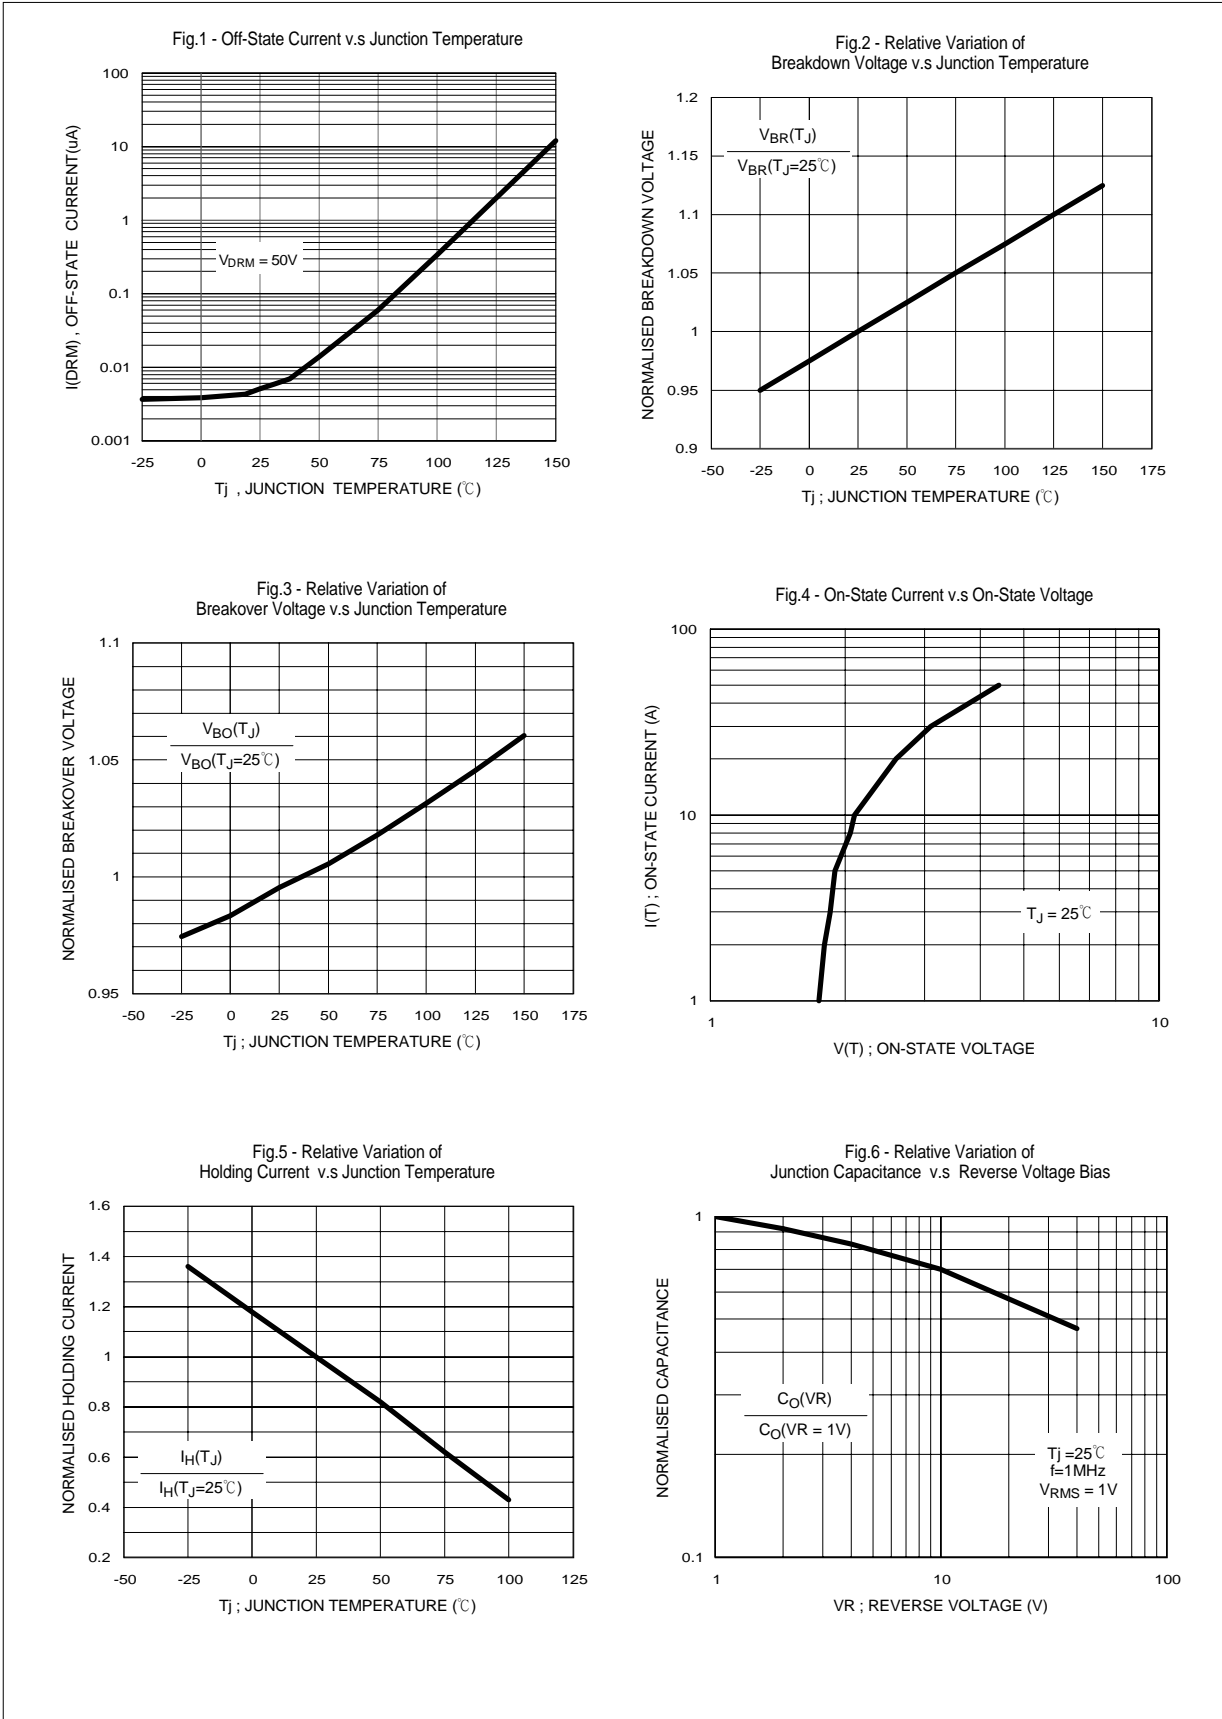 Fig.1 - Off-State Current v.s Junction Temperature
100
10
1
0.1
0.01
0.001
I(DRM) , OFF-STATE CURRENT(uA)
VDRM = 50V
-25 0 25 50 75 100 125 150
Tj , JUNCTION TEMPERATURE (℃)
Fig.2 - Relative Variation of
Breakdown Voltage v.s Junction Temperature
1.2
1.15
1.1
1.05
1
0.95
0.9
NORMALISED BREAKDOWN VOLTAGE
VBR(TJ)
VBR(TJ=25℃)
-50 -25 0 25 50 75 100 125 150 175
Tj ; JUNCTION TEMPERATURE (℃)
Fig.3 - Relative Variation of
Breakover Voltage v.s Junction Temperature
1.1
1.05
1
0.95
NORMALISED BREAKOVER VOLTAGE
VBO(TJ)
VBO(TJ=25℃)
-50 -25 0 25 50 75 100 125 150 175
Tj ; JUNCTION TEMPERATURE (℃)
Fig.4 - On-State Current v.s On-State Voltage
100
10
1
I(T) ; ON-STATE CURRENT (A)
TJ = 25℃
1 10
V(T) ; ON-STATE VOLTAGE
Fig.5 - Relative Variation of
Holding Current v.s Junction Temperature
1.6
1.4
1.2
1
0.8
0.6
0.4
0.2
NORMALISED HOLDING CURRENT
IH(TJ)
IH(TJ=25℃)
-50 -25 0 25 50 75 100 125
Tj ; JUNCTION TEMPERATURE (℃)
Fig.6 - Relative Variation of
Junction Capacitance v.s Reverse Voltage Bias
1
0.1
NORMALISED CAPACITANCE
CO(VR)
CO(VR = 1V)
Tj =25℃
f=1MHz
VRMS = 1V
1 10 100
VR ; REVERSE VOLTAGE (V)